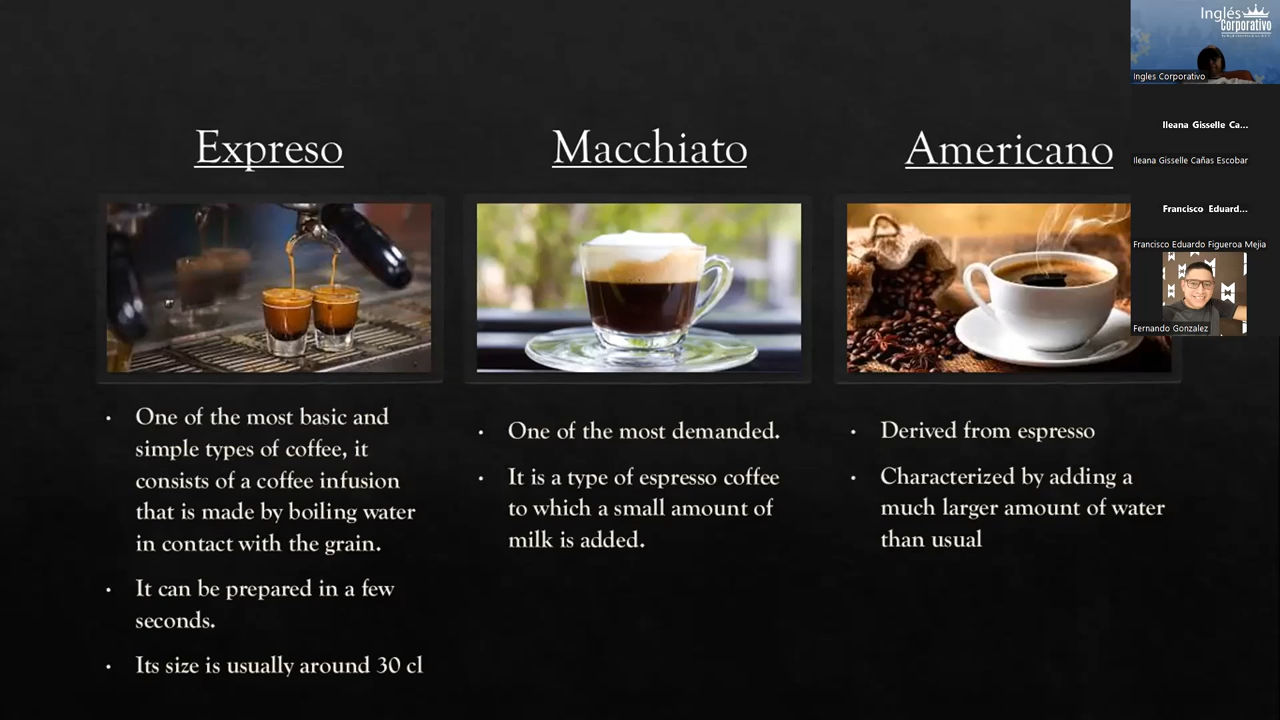 Expreso
Macchiato
Americano
• One of the most basic and
simple types of coffee, it
consists of a coffee infusion
that is made by boiling water
in contact with the grain.
• It can be prepared in a few
seconds.
• Its size is usually around 30 cl
• One of the most demanded.
• It is a type of espresso coffee
to which a small amount of
milk is added.
• Derived from espresso
• Characterized by adding a
much larger amount of water
than usual
Inglés
Corporativo
Ingles Corporativo
Ileana Gisselle Ca...
Ileana Gisselle Cañas Escobar
Francisco Eduard...
Francisco Eduardo Figueroa Mejia
Fernando Gonzalez